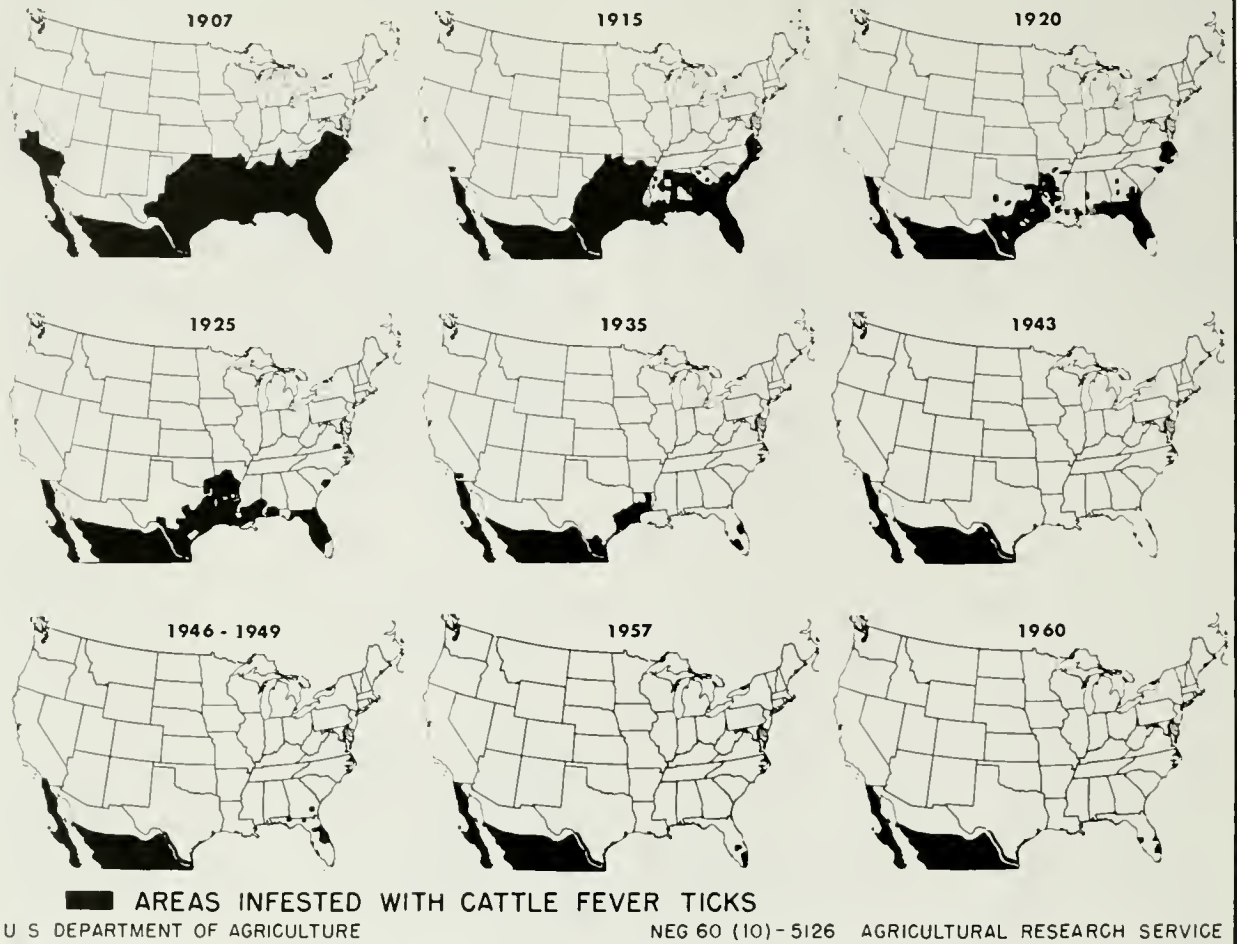 1907 1915 1920
1925 1935 1943
1946 - 1949 1957 1960
AREAS INFESTED WITH CATTLE FEVER TICKS
U S DEPARTMENT OF AGRICULTURE NEG 60 (10) - 5126 AGRICULTURAL RESEARCH SERVICE